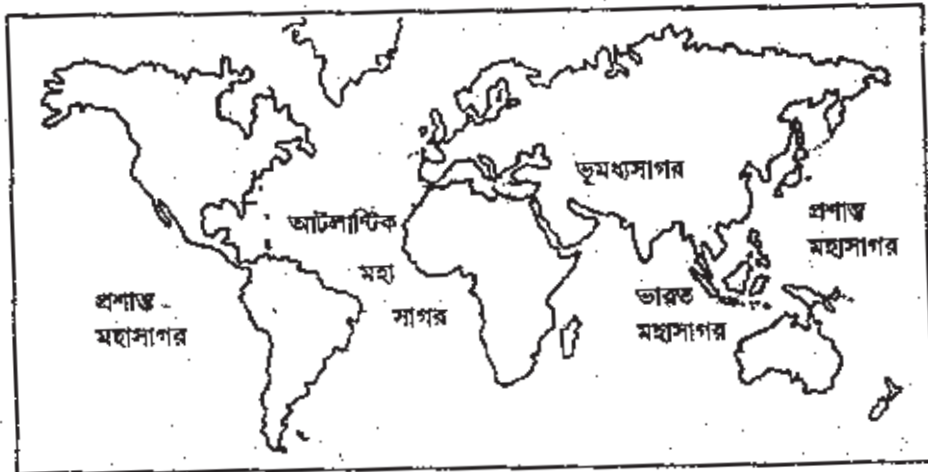 ভূমধ্যসাগর
আটলান্টিক
মহা
সাগর
প্রশান্ত
মহাসাগর
প্রশান্ত
মহাসাগর
ভারত
মহাসাগর